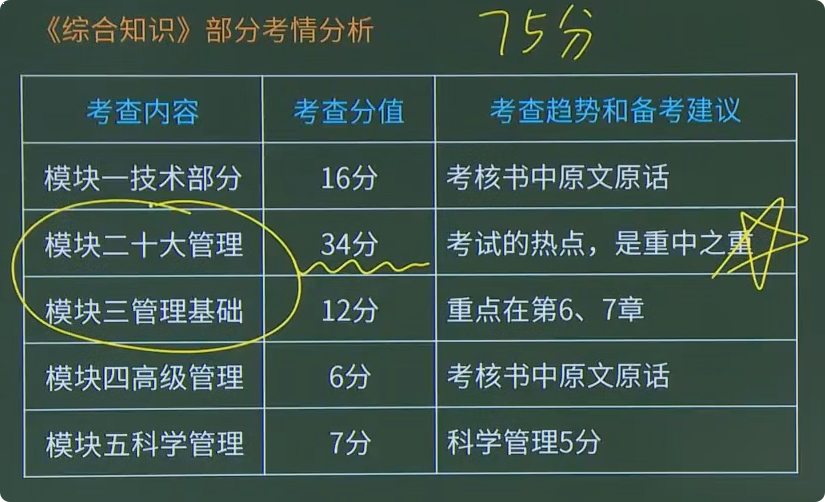 《综合知识》部分考情分析 75分
考查内容 考查分值 考查趋势和备考建议
模块一技术部分 16分 考核书中原文原话
模块二十大管理 34分 考试的热点，是重中之重
模块三管理基础 12分 重点在第6、7章
模块四高级管理 6分 考核书中原文原话
模块五科学管理 7分 科学管理5分